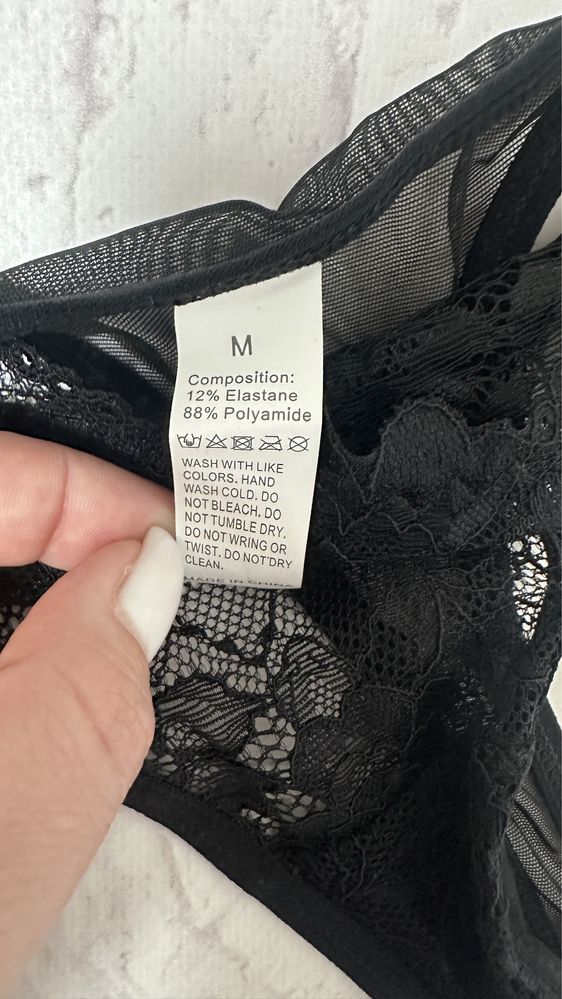 M
Composition:
12% Elastane
88% Polyamide
WASH WITH LIKE
COLORS. HAND
WASH COLD. DO
NOT BLEACH. DO
NOT TUMBLE DRY.
DO NOT WRING OR
TWIST. DO NOT DRY
CLEAN.
MADE IN CHINA